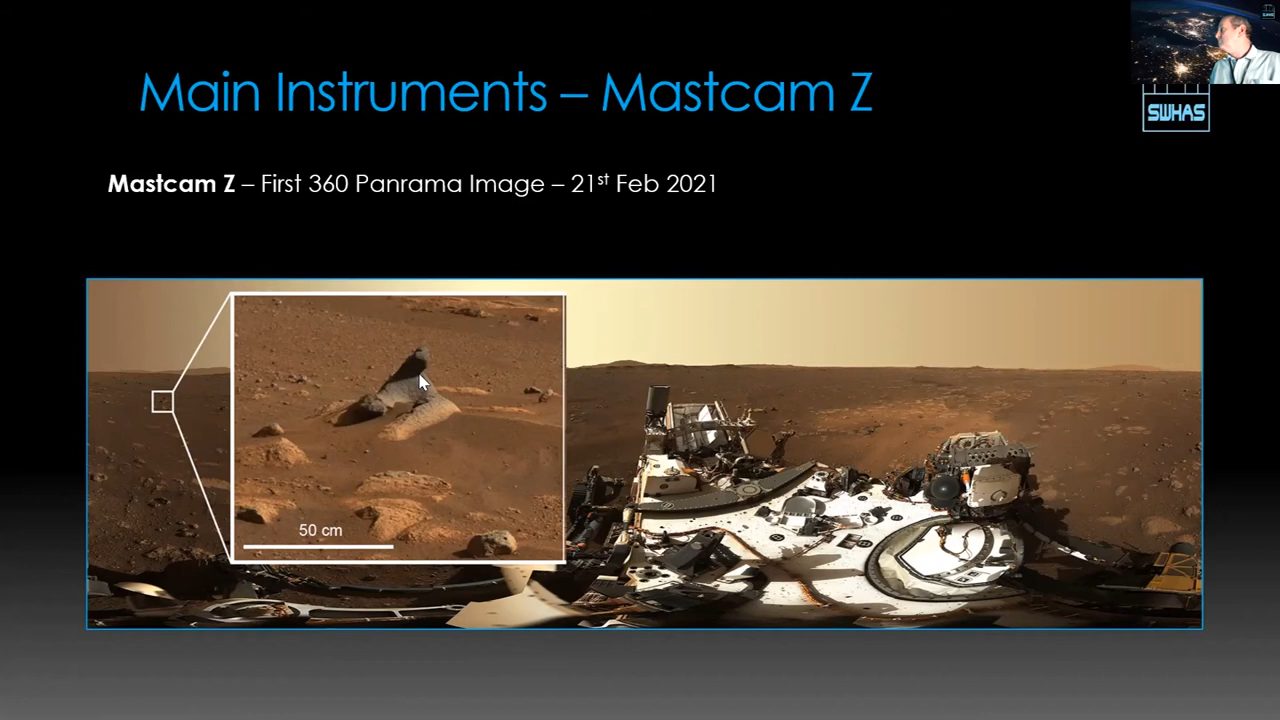 Main Instruments – Mastcam Z
SWHAS
Mastcam Z – First 360 Panrama Image – 21st Feb 2021
50 cm